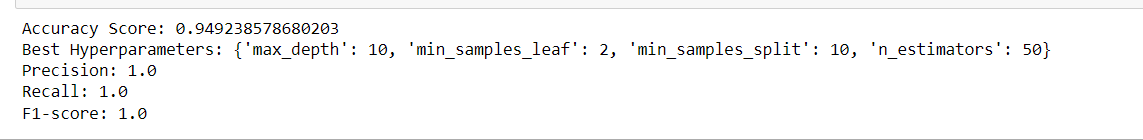 Accuracy Score: 0.949238578680203
Best Hyperparameters: {'max_depth': 10, 'min_samples_leaf': 2, 'min_samples_split': 10, 'n_estimators': 50}
Precision: 1.0
Recall: 1.0
F1-score: 1.0